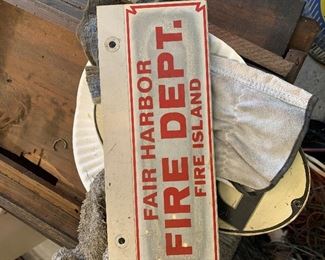 FAIR HARBOR
FIRE DEPT.
FIRE ISLAND